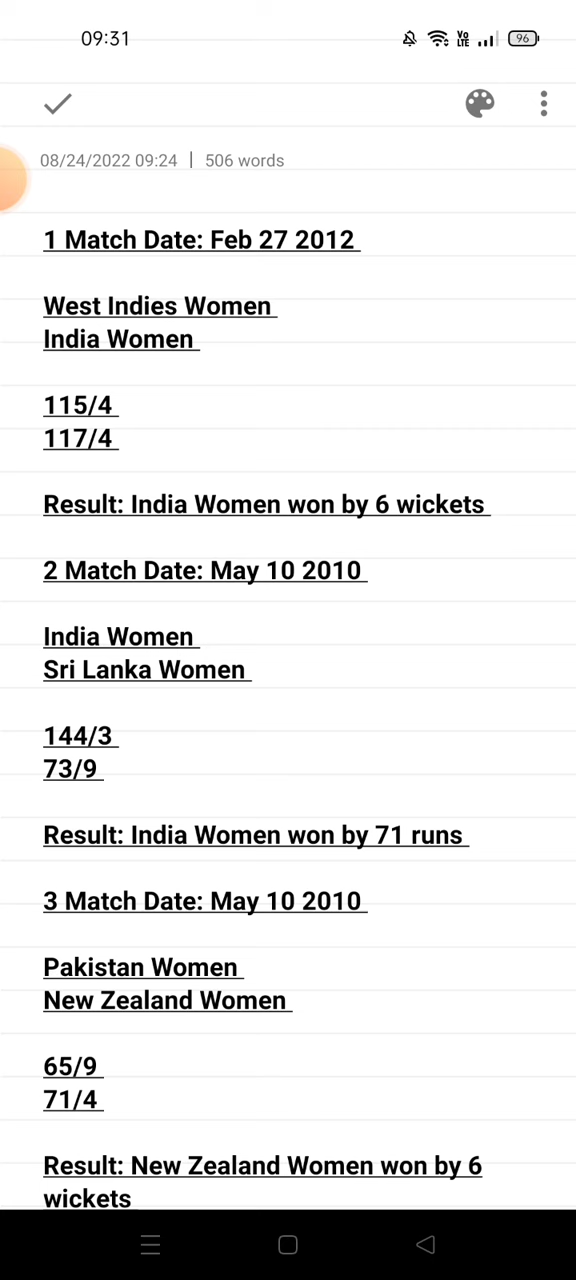 09:31
Vo LTE
96
08/24/2022 09:24 | 506 words
1 Match Date: Feb 27 2012
West Indies Women
India Women
115/4
117/4
Result: India Women won by 6 wickets
2 Match Date: May 10 2010
India Women
Sri Lanka Women
144/3
73/9
Result: India Women won by 71 runs
3 Match Date: May 10 2010
Pakistan Women
New Zealand Women
65/9
71/4
Result: New Zealand Women won by 6
wickets